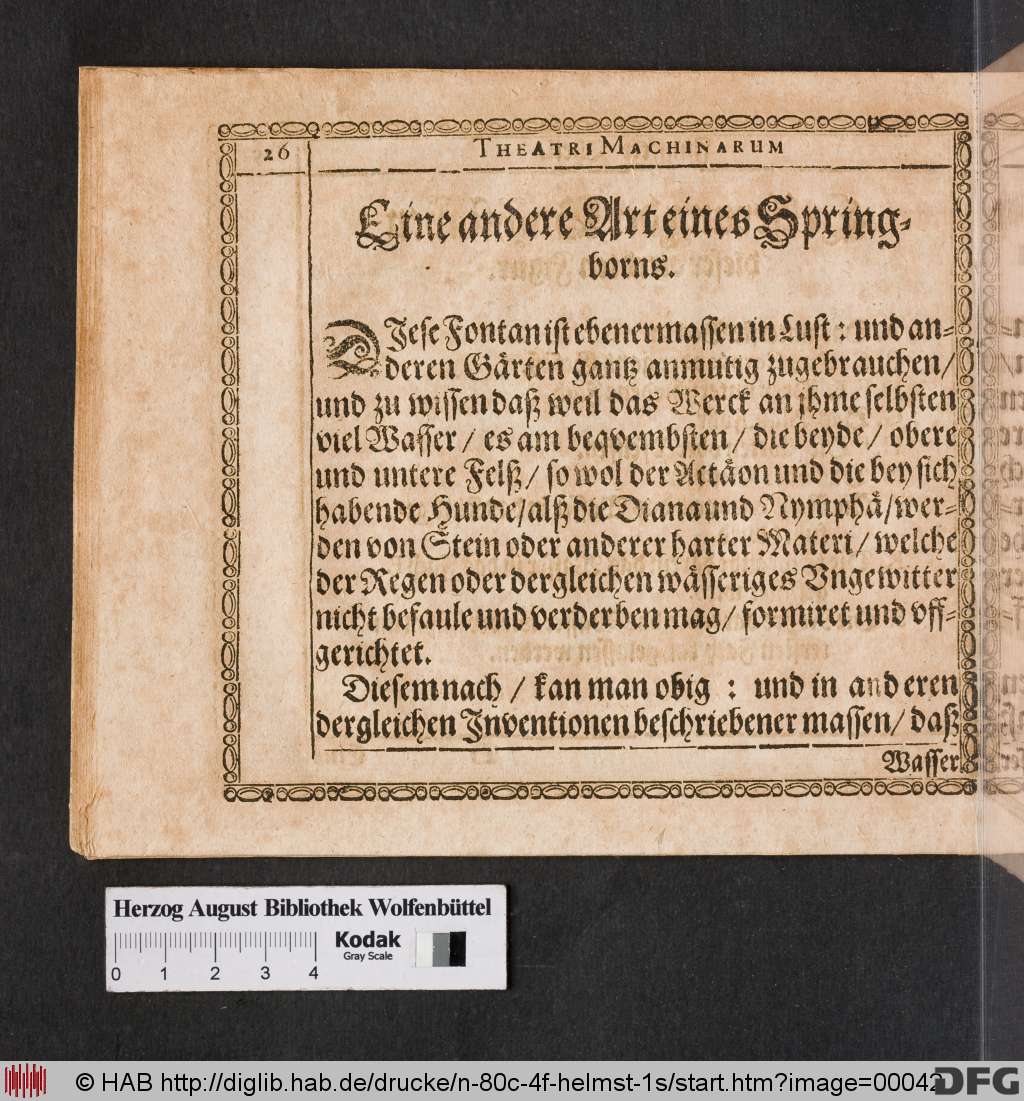 26 THEATRI MACHINARUM
Eine andere Art eines Spring-
borns.
DJese Fontan ist ebener massen in Lust: und an-
deren Gärten gantz anmutig zugebrauchen/
und zu wissen daß weil das Werck an jhme selbsten
viel Wasser/ es am beqvembsten/ die beyde/ obere
und untere Felß/ so wol der Actäon und die bey sich
habende Hunde/ alß die Diana und Nymphä/ wer-
den von Stein oder anderer harter Materi/ welche
der Regen oder dergleichen wässeriges Vngewitter
nicht befaule und verderben mag/ formiret und vff-
gerichtet.
Diesem nach/ kan man obig: und in anderen
dergleichen Jnventionen beschriebener massen/ daß
Wasser
Herzog August Bibliothek Wolfenbüttel
Kodak
Gray Scale
0 1 2 3 4
© HAB http://diglib.hab.de/drucke/n-80c-4f-helmst-1s/start.htm?image=00042
DFG